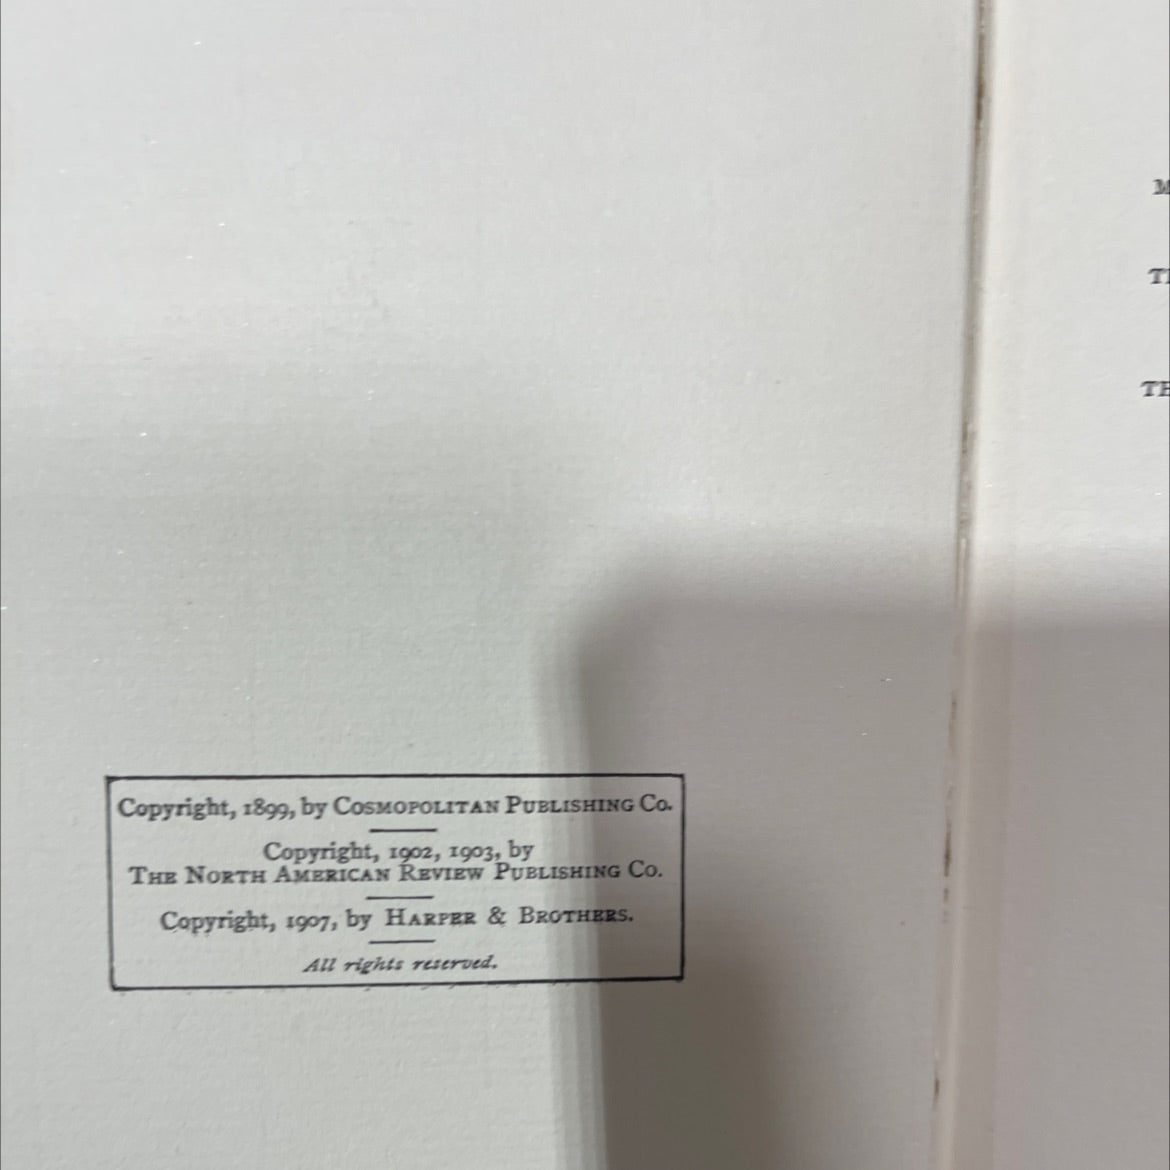 Copyright, 1899, by COSMOPOLITAN PUBLISHING Co.
Copyright, 1902, 1903, by
THE NORTH AMERICAN REVIEW PUBLISHING Co.
Copyright, 1907, by HARPER & BROTHERS.
All rights reserved.